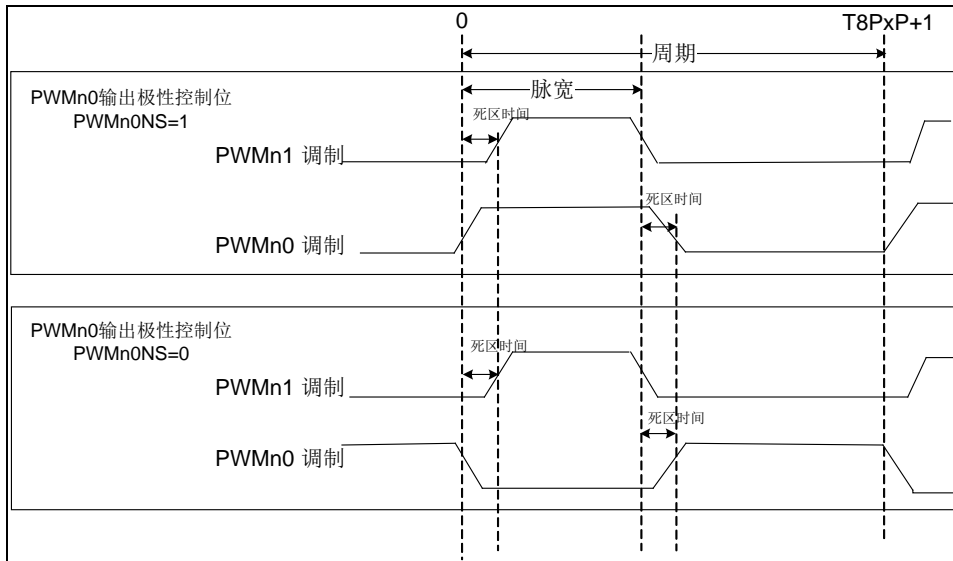 0
T8PxP+1
周期
脉宽
PWMn0输出极性控制位
PWMn0NS=1
死区时间
PWMn1 调制
死区时间
PWMn0 调制
PWMn0输出极性控制位
PWMn0NS=0
死区时间
PWMn1 调制
死区时间
PWMn0 调制